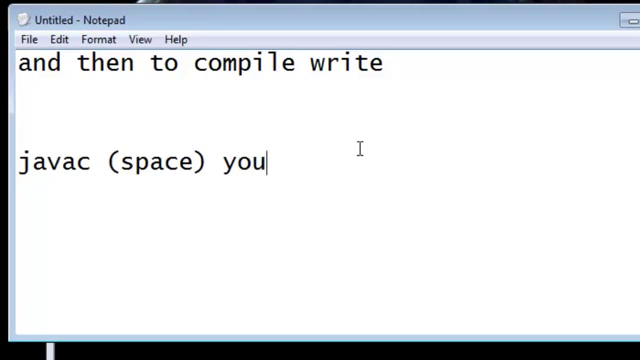 Untitled - Notepad
File Edit Format View Help
and then to compile write
javac (space) you